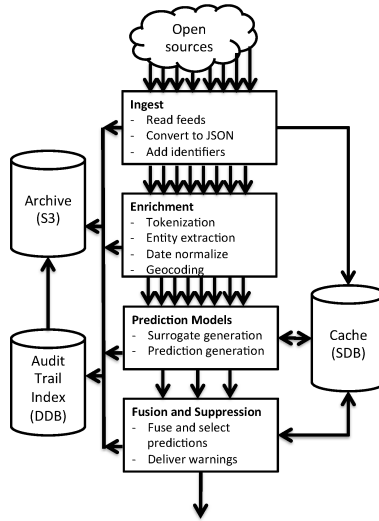 Open
sources
Ingest
- Read feeds
- Convert to JSON
- Add identifiers
Archive
(S3)
Enrichment
- Tokenization
- Entity extraction
- Date normalize
- Geocoding
Prediction Models
- Surrogate generation
- Prediction generation
Cache
(SDB)
Audit
Trail
Index
(DDB)
Fusion and Suppression
- Fuse and select
predictions
- Deliver warnings